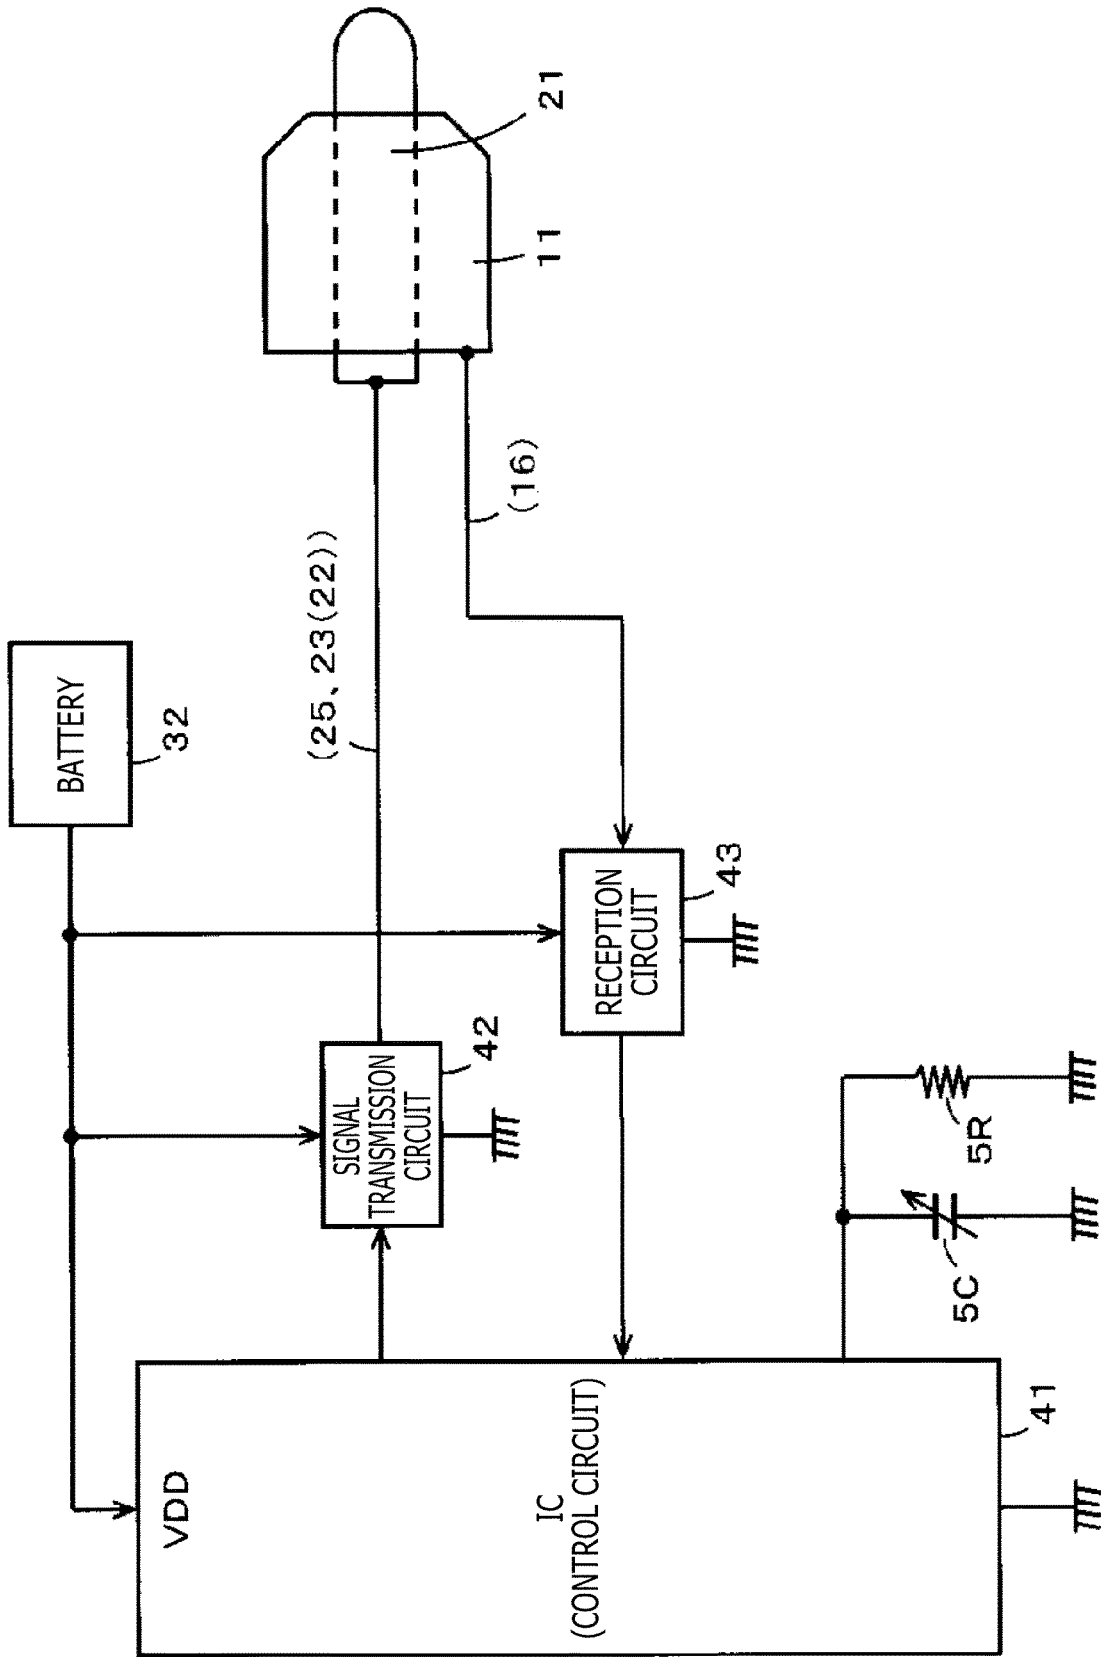 BATTERY
32
21
11
(25、23(22))
(16)
SIGNAL
TRANSMISSION
CIRCUIT
42
RECEPTION
CIRCUIT
43
VDD
IC
(CONTROL CIRCUIT)
41
5C
5R